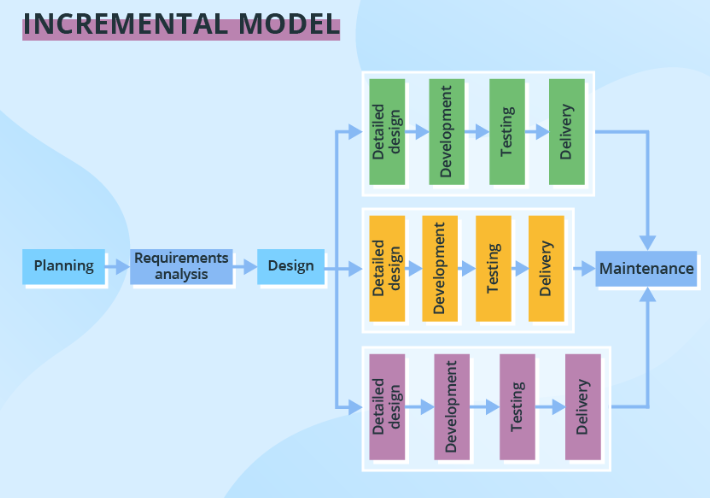 INCREMENTAL MODEL
Planning
Requirements
analysis
Design
Detailed
design
Development
Testing
Delivery
Detailed
design
Development
Testing
Delivery
Detailed
design
Development
Testing
Delivery
Maintenance